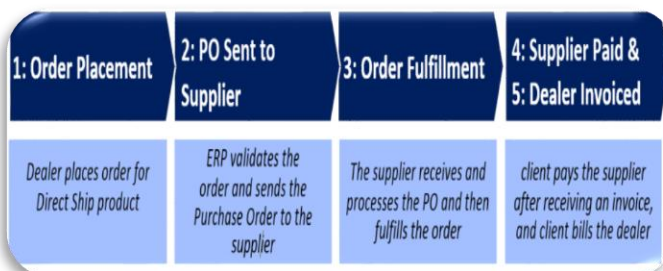 1: Order Placement
2: PO Sent to
Supplier
3: Order Fulfillment
4: Supplier Paid &
5: Dealer Invoiced
Dealer places order for
Direct Ship product
ERP validates the
order and sends the
Purchase Order to the
supplier
The supplier receives and
processes the PO and then
fulfills the order
client pays the supplier
after receiving an invoice,
and client bills the dealer